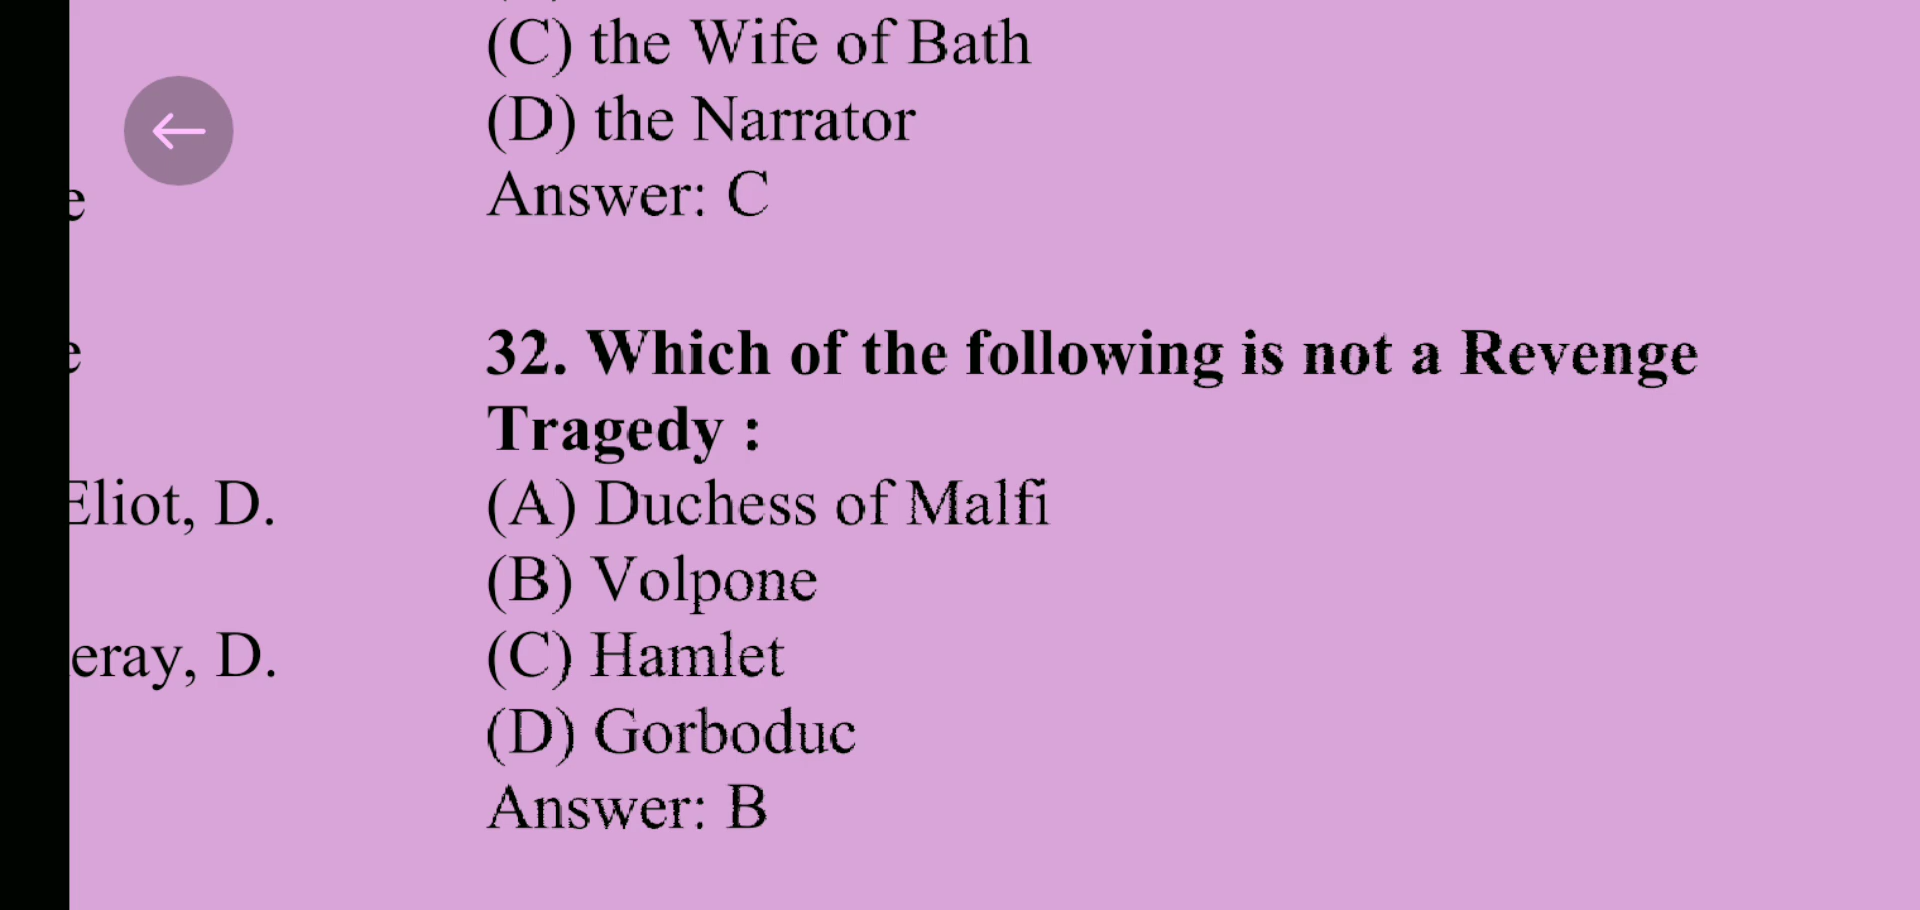 (C) the Wife of Bath
(D) the Narrator
Answer: C
32. Which of the following is not a Revenge
Tragedy :
(A) Duchess of Malfi
(B) Volpone
(C) Hamlet
(D) Gorboduc
Answer: B
e
e
Eliot, D.
eray, D.